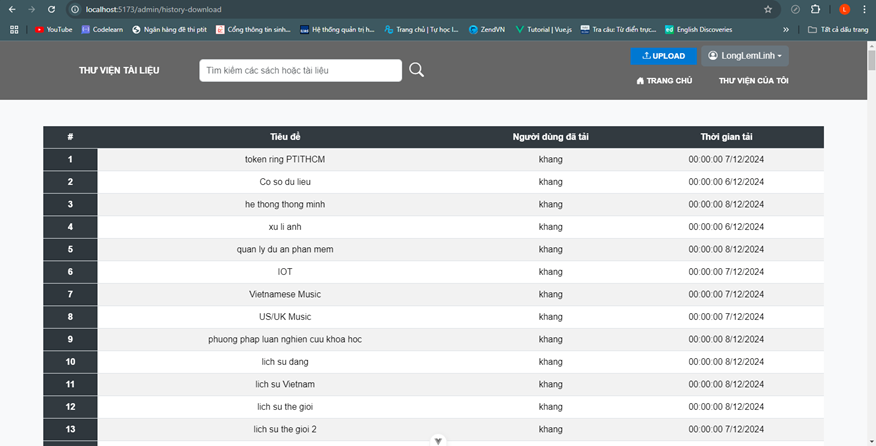 localhost:5173/admin/history-download
YouTube Codelearn Ngân hàng đề thi ptit Cổng thông tin sinh... Hệ thống quản trị h... Trang chủ | Tự học l... ZendVN Tutorial | Vue.js Tra câu: Từ điển trực... English Discoveries » Tất cả dấu trang
THƯ VIỆN TÀI LIỆU Tìm kiếm các sách hoặc tài liệu UPLOAD LongLemLinh
TRANG CHỦ THƯ VIỆN CỦA TÔI
# Tiêu đề Người dùng đã tải Thời gian tải
1 token ring PTITHCM khang 00:00:00 7/12/2024
2 Co so du lieu khang 00:00:00 6/12/2024
3 he thong thong minh khang 00:00:00 8/12/2024
4 xu li anh khang 00:00:00 6/12/2024
5 quan ly du an phan mem khang 00:00:00 8/12/2024
6 IOT khang 00:00:00 7/12/2024
7 Vietnamese Music khang 00:00:00 7/12/2024
8 US/UK Music khang 00:00:00 7/12/2024
9 phuong phap luan nghien cuu khoa hoc khang 00:00:00 8/12/2024
10 lich su dang khang 00:00:00 8/12/2024
11 lich su Vietnam khang 00:00:00 8/12/2024
12 lich su the gioi khang 00:00:00 8/12/2024
13 lich su the gioi 2 khang 00:00:00 7/12/2024